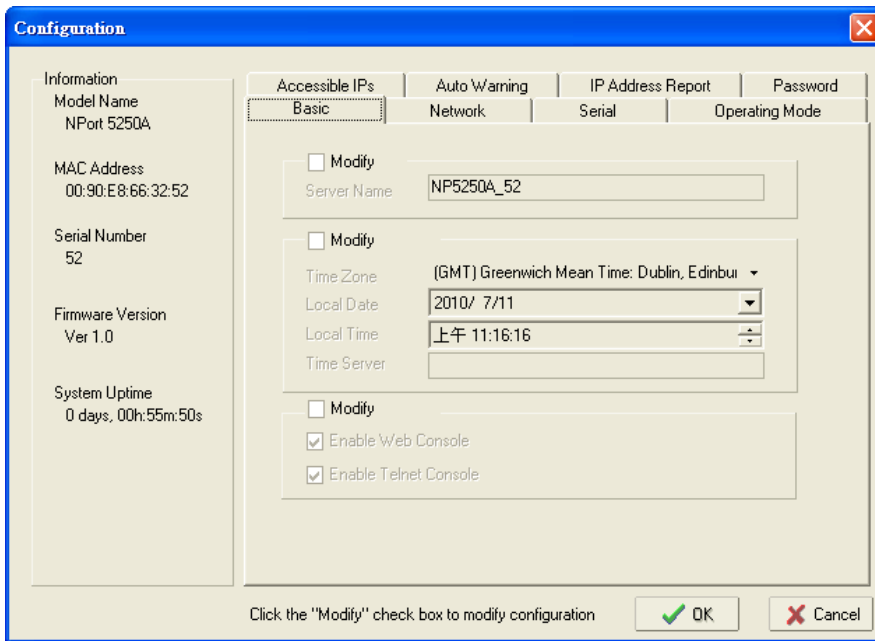 Configuration
Information
Model Name
NPort 5250A
MAC Address
00:90:E8:66:32:52
Serial Number
52
Firmware Version
Ver 1.0
System Uptime
0 days, 00h:55m:50s
Accessible IPs
Auto Warning
IP Address Report
Password
Basic
Network
Serial
Operating Mode
Modify
Server Name
NP5250A_52
Modify
Time Zone
(GMT) Greenwich Mean Time: Dublin, Edinbur
Local Date
2010/ 7/11
Local Time
上午 11:16:16
Time Server
Modify
Enable Web Console
Enable Telnet Console
Click the "Modify" check box to modify configuration
OK
Cancel